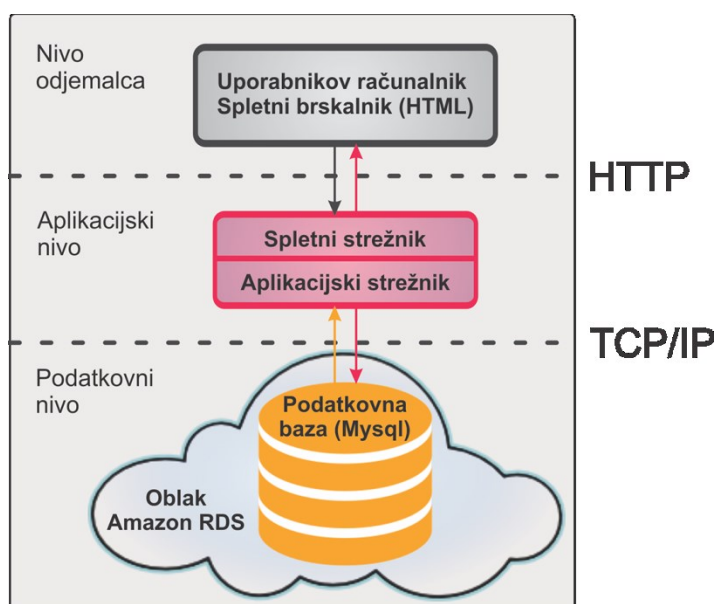 Nivo
odjemalca
Uporabnikov računalnik
Spletni brskalnik (HTML)
HTTP
Aplikacijski
nivo
Spletni strežnik
Aplikacijski strežnik
TCP/IP
Podatkovni
nivo
Podatkovna
baza (Mysql)
Oblak
Amazon RDS